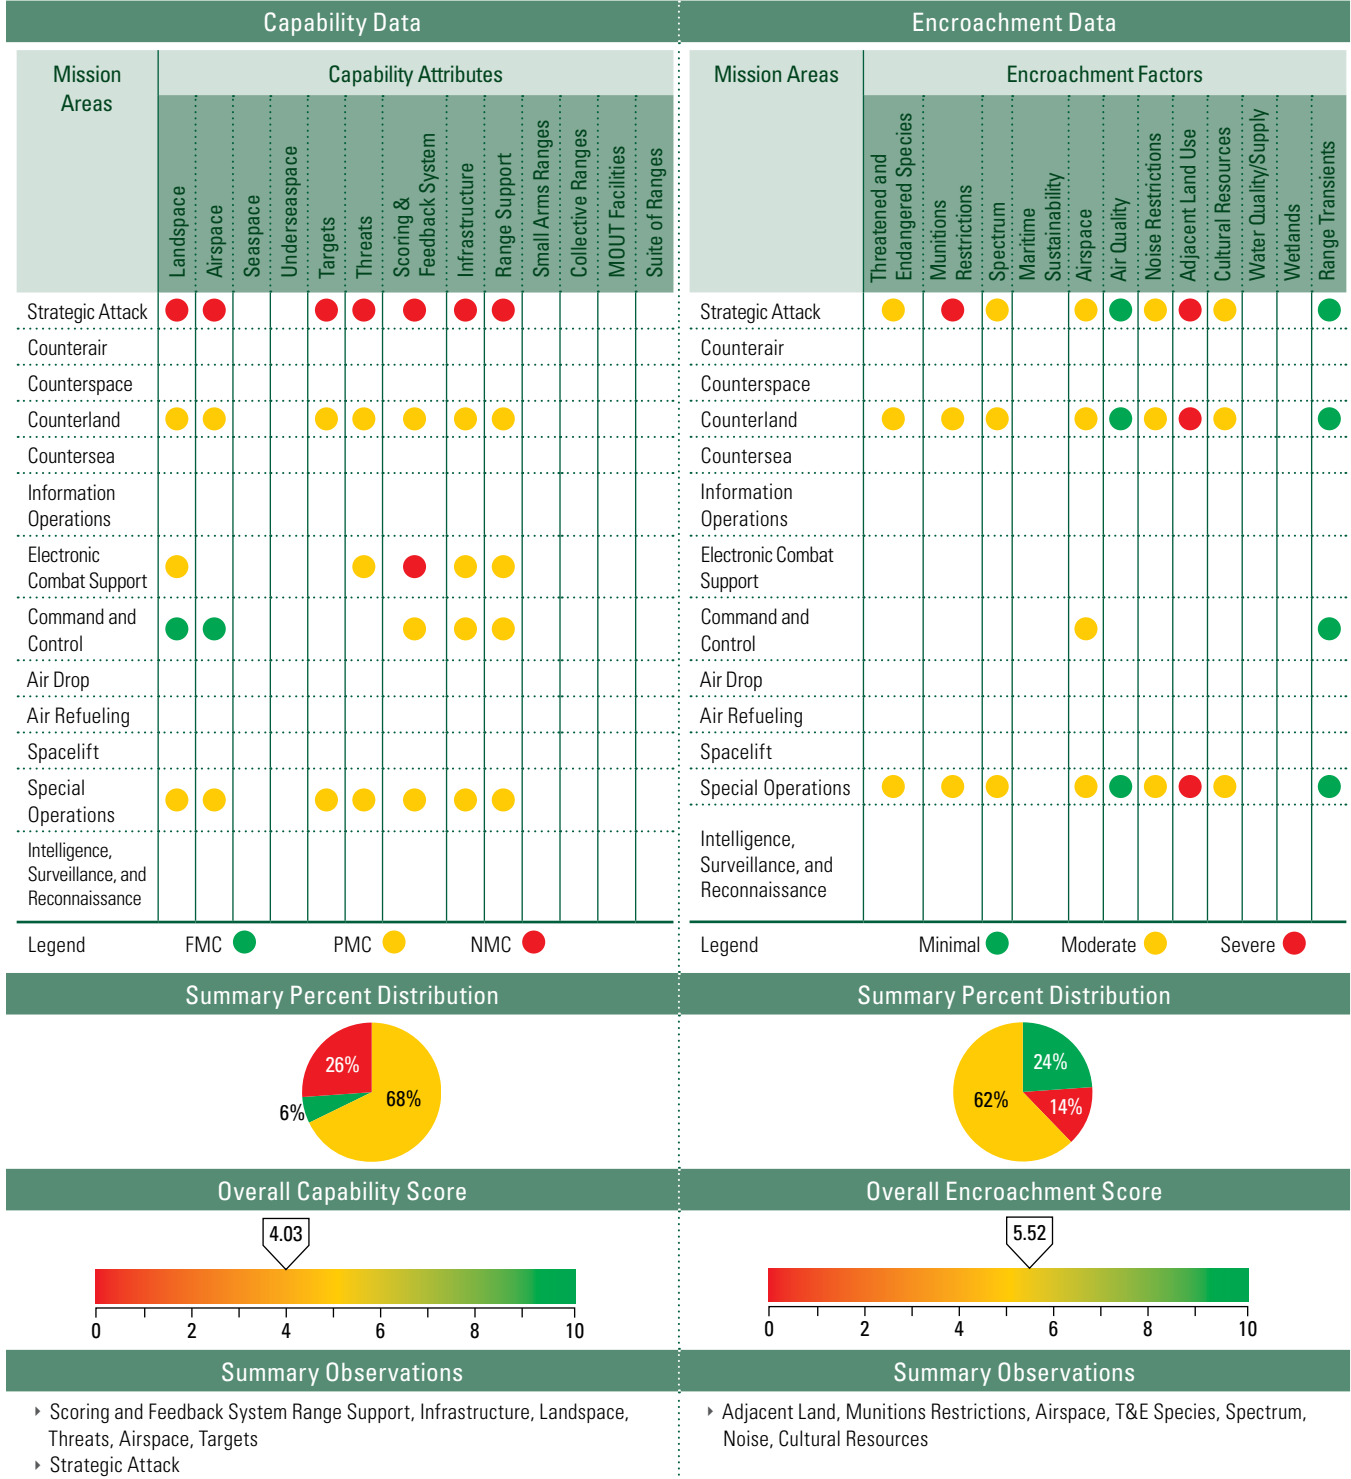 Capability Data
Mission
Areas
Capability Attributes
Landspace
Airspace
Seaspace
Underseaspace
Targets
Threats
Scoring &
Feedback System
Infrastructure
Range Support
Small Arms Ranges
Collective Ranges
MOUT Facilities
Suite of Ranges
Strategic Attack
Counterair
Counterspace
Counterland
Countersea
Information
Operations
Electronic
Combat Support
Command and
Control
Air Drop
Air Refueling
Spacelift
Special
Operations
Intelligence,
Surveillance, and
Reconnaissance
Legend FMC PMC NMC
Summary Percent Distribution
26%
68%
6%
Overall Capability Score
4.03
0 2 4 6 8 10
Summary Observations
‣ Scoring and Feedback System Range Support, Infrastructure, Landspace,
Threats, Airspace, Targets
‣ Strategic Attack
Encroachment Data
Mission Areas
Encroachment Factors
Threatened and
Endangered Species
Munitions
Restrictions
Spectrum
Maritime
Sustainability
Airspace
Air Quality
Noise Restrictions
Adjacent Land Use
Cultural Resources
Water Quality/Supply
Wetlands
Range Transients
Strategic Attack
Counterair
Counterspace
Counterland
Countersea
Information
Operations
Electronic Combat
Support
Command and
Control
Air Drop
Air Refueling
Spacelift
Special Operations
Intelligence,
Surveillance, and
Reconnaissance
Legend Minimal Moderate Severe
Summary Percent Distribution
24%
62%
14%
Overall Encroachment Score
5.52
0 2 4 6 8 10
Summary Observations
‣ Adjacent Land, Munitions Restrictions, Airspace, T&E Species, Spectrum,
Noise, Cultural Resources